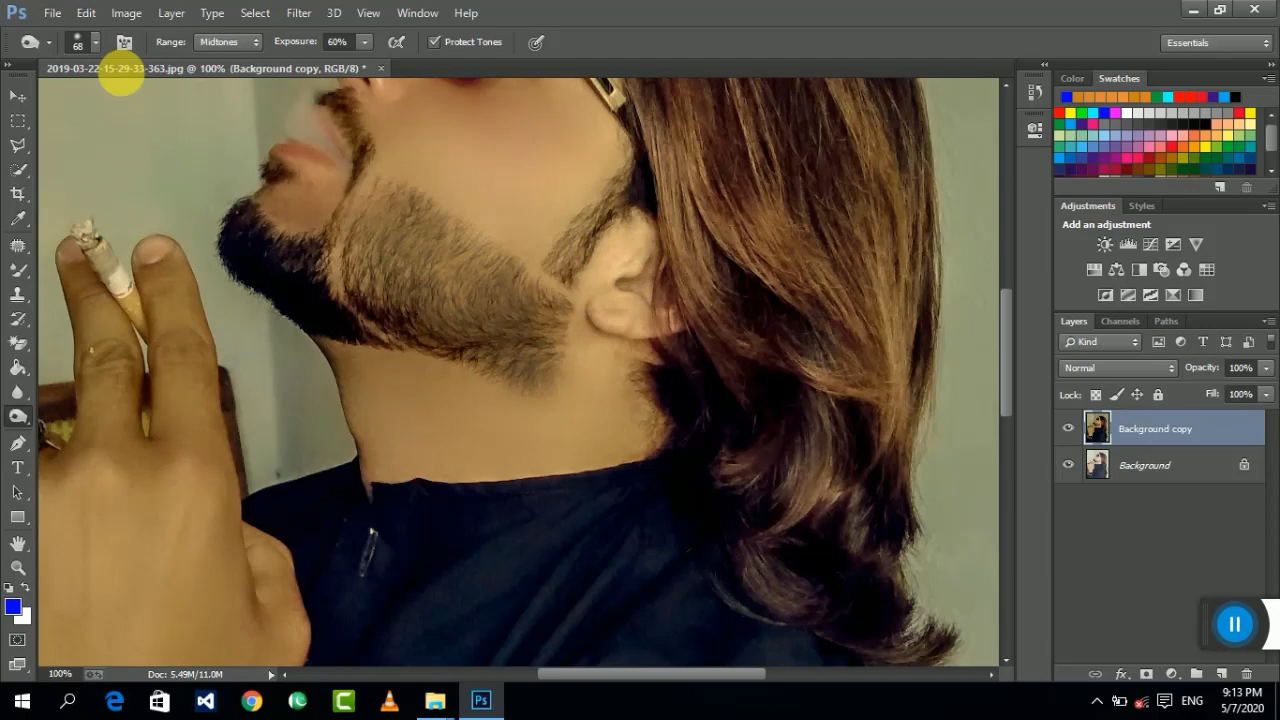 Ps File Edit Image Layer Type Select Filter 3D View Window Help
68 Range: Midtones Exposure: 60% Protect Tones Essentials
2019-03-22-15-29-33-363.jpg @ 100% (Background copy, RGB/8) *
Color Swatches
Adjustments Styles
Add an adjustment
Layers Channels Paths
Kind
Normal Opacity: 100%
Lock: Fill: 100%
Background copy
Background
100% Doc: 5.49M/11.0M
ENG
9:13 PM
5/7/2020